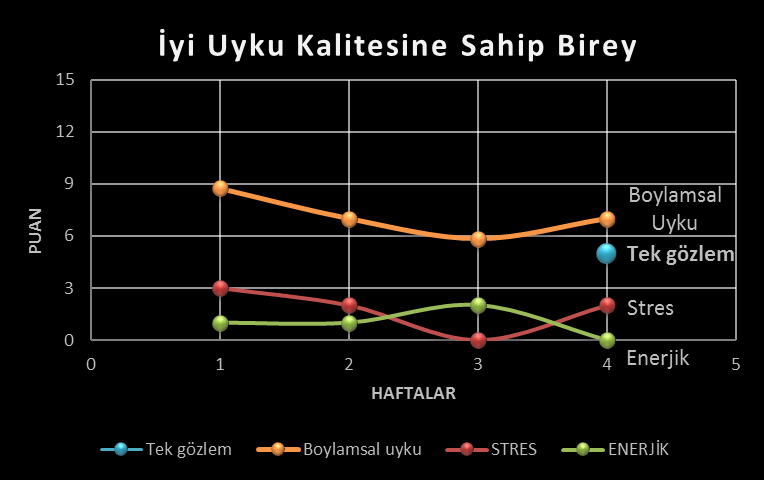 İyi Uyku Kalitesine Sahip Birey
15
12
9
6
3
0
PUAN
Boylamsal
Uyku
Tek gözlem
Stres
Enerjik
0 1 2 3 4 5
HAFTALAR
Tek gözlem Boylamsal uyku STRES ENERJİK